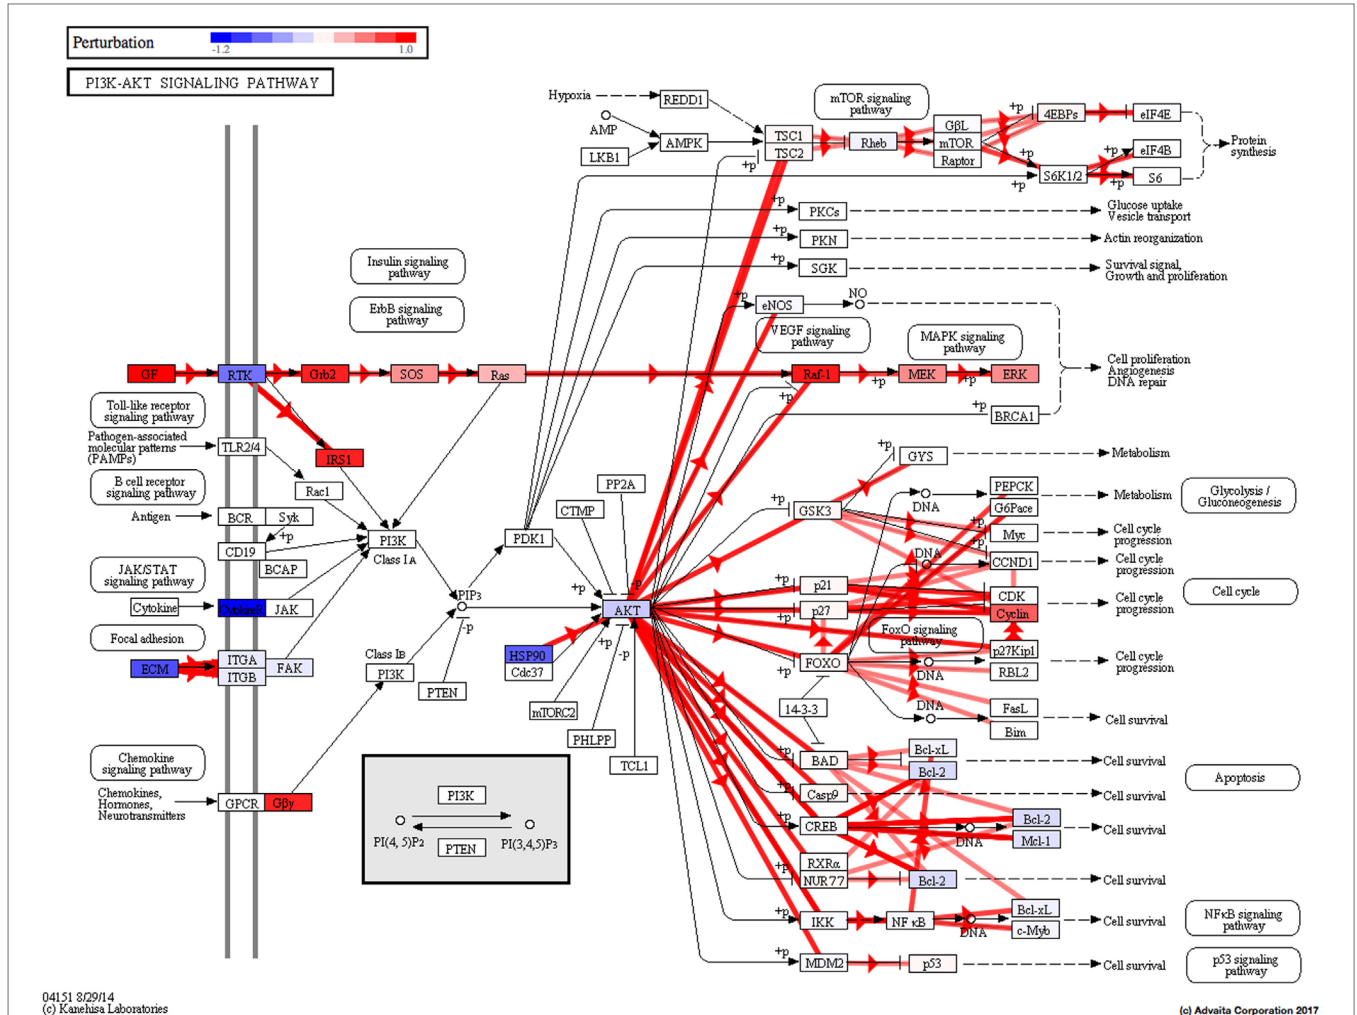 Perturbation
-1.2
1.0
PI3K-AKT SIGNALING PATHWAY
Hypoxia
REDD1
mTOR signaling
pathway
AMP
LKB1
AMPK
TSC1
TSC2
+p
Rheb
GβL
mTOR
Raptor
+p
4EBPs
eIF4E
+p
S6K1/2
+p
+p
+p
eIF4B
S6
Protein
synthesis
+p
PKCs
Glucose uptake
Vesicle transport
+p
PKN
Actin reorganization
+p
SGK
Survival signal,
Growth and proliferation
Insulin signaling
pathway
ErbB signaling
pathway
+p
eNOS
NO
VEGF signaling
pathway
MAPK signaling
pathway
Cell proliferation
Angiogenesis
DNA repair
GF
RTK
Grb2
SOS
Ras
Raf-1
+p
MEK
+p
ERK
+p
+p
BRCA1
Toll-like receptor
signaling pathway
Pathogen-associated
molecular patterns
(PAMPs)
TLR2/4
IRS1
Rac1
B cell receptor
signaling pathway
Antigen
BCR
Syk
+p
CD19
BCAP
PI3K
Class IA
PDK1
CTMP
PP2A
+p
GYS
Metabolism
+p
GSK3
DNA
PEPCK
G6Pace
Metabolism
Glycolysis /
Gluconeogenesis
+p
Myc
Cell cycle
progression
+p
DNA
CCND1
Cell cycle
progression
JAK/STAT
signaling pathway
Cytokine
CytokineR
JAK
PIP3
-p
+p
-p
AKT
+p
p21
+p
p27
CDK
Cyclin
Cell cycle
progression
Cell cycle
Focal adhesion
ECM
ITGA
ITGB
FAK
Class IB
PI3K
PTEN
HSP90
Cdc37
+p
-p
mTORC2
PHLPP
TCL1
FoxO signaling
pathway
FOXO
+p
DNA
p27Kip1
RBL2
Cell cycle
progression
14-3-3
DNA
FasL
Bim
Cell survival
+p
BAD
Bcl-xL
Bcl-2
Cell survival
Apoptosis
+p
Casp9
Cell survival
+p
CREB
DNA
Bcl-2
Mcl-1
Cell survival
+p
RXRα
NUR77
Bcl-2
Cell survival
+p
IKK
NFκB
DNA
Bcl-xL
c-Myb
Cell survival
NFκB signaling
pathway
+p
MDM2
p53
Cell survival
p53 signaling
pathway
Chemokine
signaling pathway
Chemokines,
Hormones,
Neurotransmitters
GPCR
Gβγ
PI3K
PI(4, 5)P2
PTEN
PI(3,4,5)P3
04151 8/29/14
(c) Kanehisa Laboratories
(c) Advaita Corporation 2017